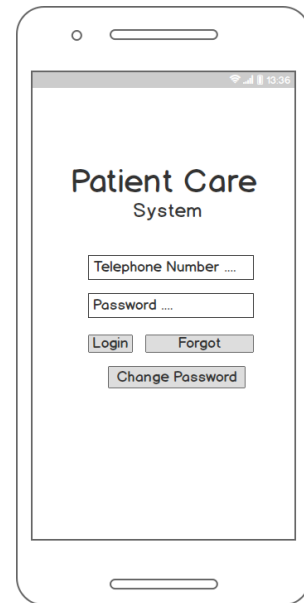 13:36
Patient Care
System
Telephone Number ....
Password ....
Login Forgot
Change Password